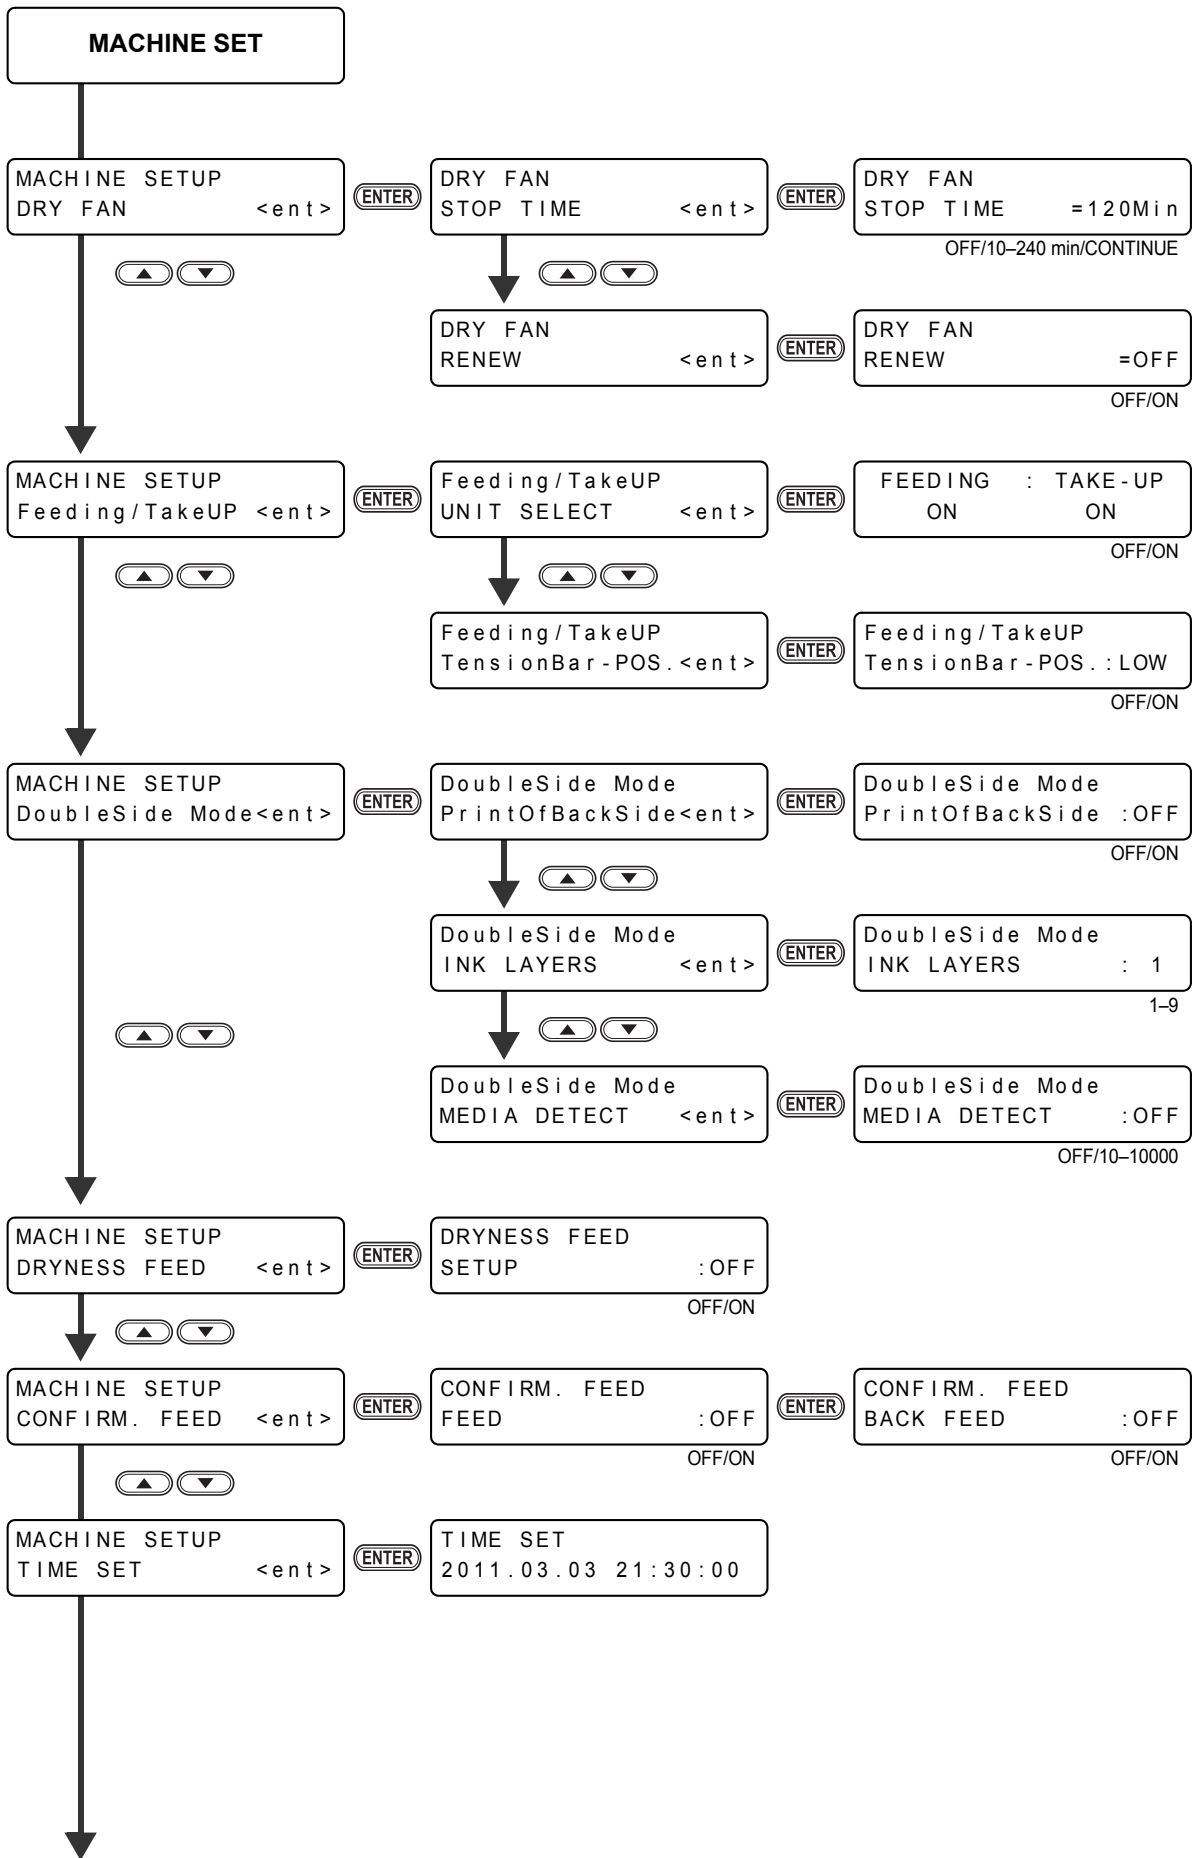 MACHINE SET
MACHINE SETUP
DRY FAN <ent>
ENTER
DRY FAN
STOP TIME <ent>
ENTER
DRY FAN
STOP TIME =120Min
OFF/10–240 min/CONTINUE
DRY FAN
RENEW <ent>
ENTER
DRY FAN
RENEW =OFF
OFF/ON
MACHINE SETUP
Feeding/TakeUP <ent>
ENTER
Feeding/TakeUP
UNIT SELECT <ent>
ENTER
FEEDING : TAKE-UP
ON ON
OFF/ON
Feeding/TakeUP
TensionBar-POS.<ent>
ENTER
Feeding/TakeUP
TensionBar-POS.:LOW
OFF/ON
MACHINE SETUP
DoubleSide Mode<ent>
ENTER
DoubleSide Mode
PrintOfBackSide<ent>
ENTER
DoubleSide Mode
PrintOfBackSide :OFF
OFF/ON
DoubleSide Mode
INK LAYERS <ent>
ENTER
DoubleSide Mode
INK LAYERS : 1
1–9
DoubleSide Mode
MEDIA DETECT <ent>
ENTER
DoubleSide Mode
MEDIA DETECT :OFF
OFF/10–10000
MACHINE SETUP
DRYNESS FEED <ent>
ENTER
DRYNESS FEED
SETUP :OFF
OFF/ON
MACHINE SETUP
CONFIRM. FEED <ent>
ENTER
CONFIRM. FEED
FEED :OFF
OFF/ON
ENTER
CONFIRM. FEED
BACK FEED :OFF
OFF/ON
MACHINE SETUP
TIME SET <ent>
ENTER
TIME SET
2011.03.03 21:30:00